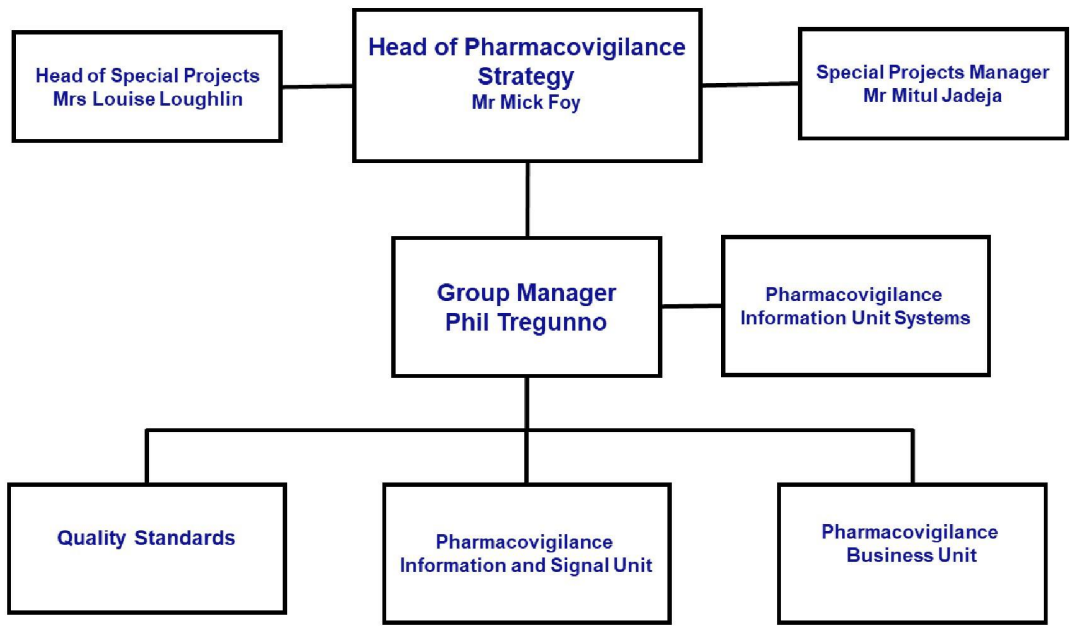 Head of Special Projects
Mrs Louise Loughlin
Head of Pharmacovigilance
Strategy
Mr Mick Foy
Special Projects Manager
Mr Mitul Jadeja
Group Manager
Phil Tregunno
Pharmacovigilance
Information Unit Systems
Quality Standards
Pharmacovigilance
Information and Signal Unit
Pharmacovigilance
Business Unit